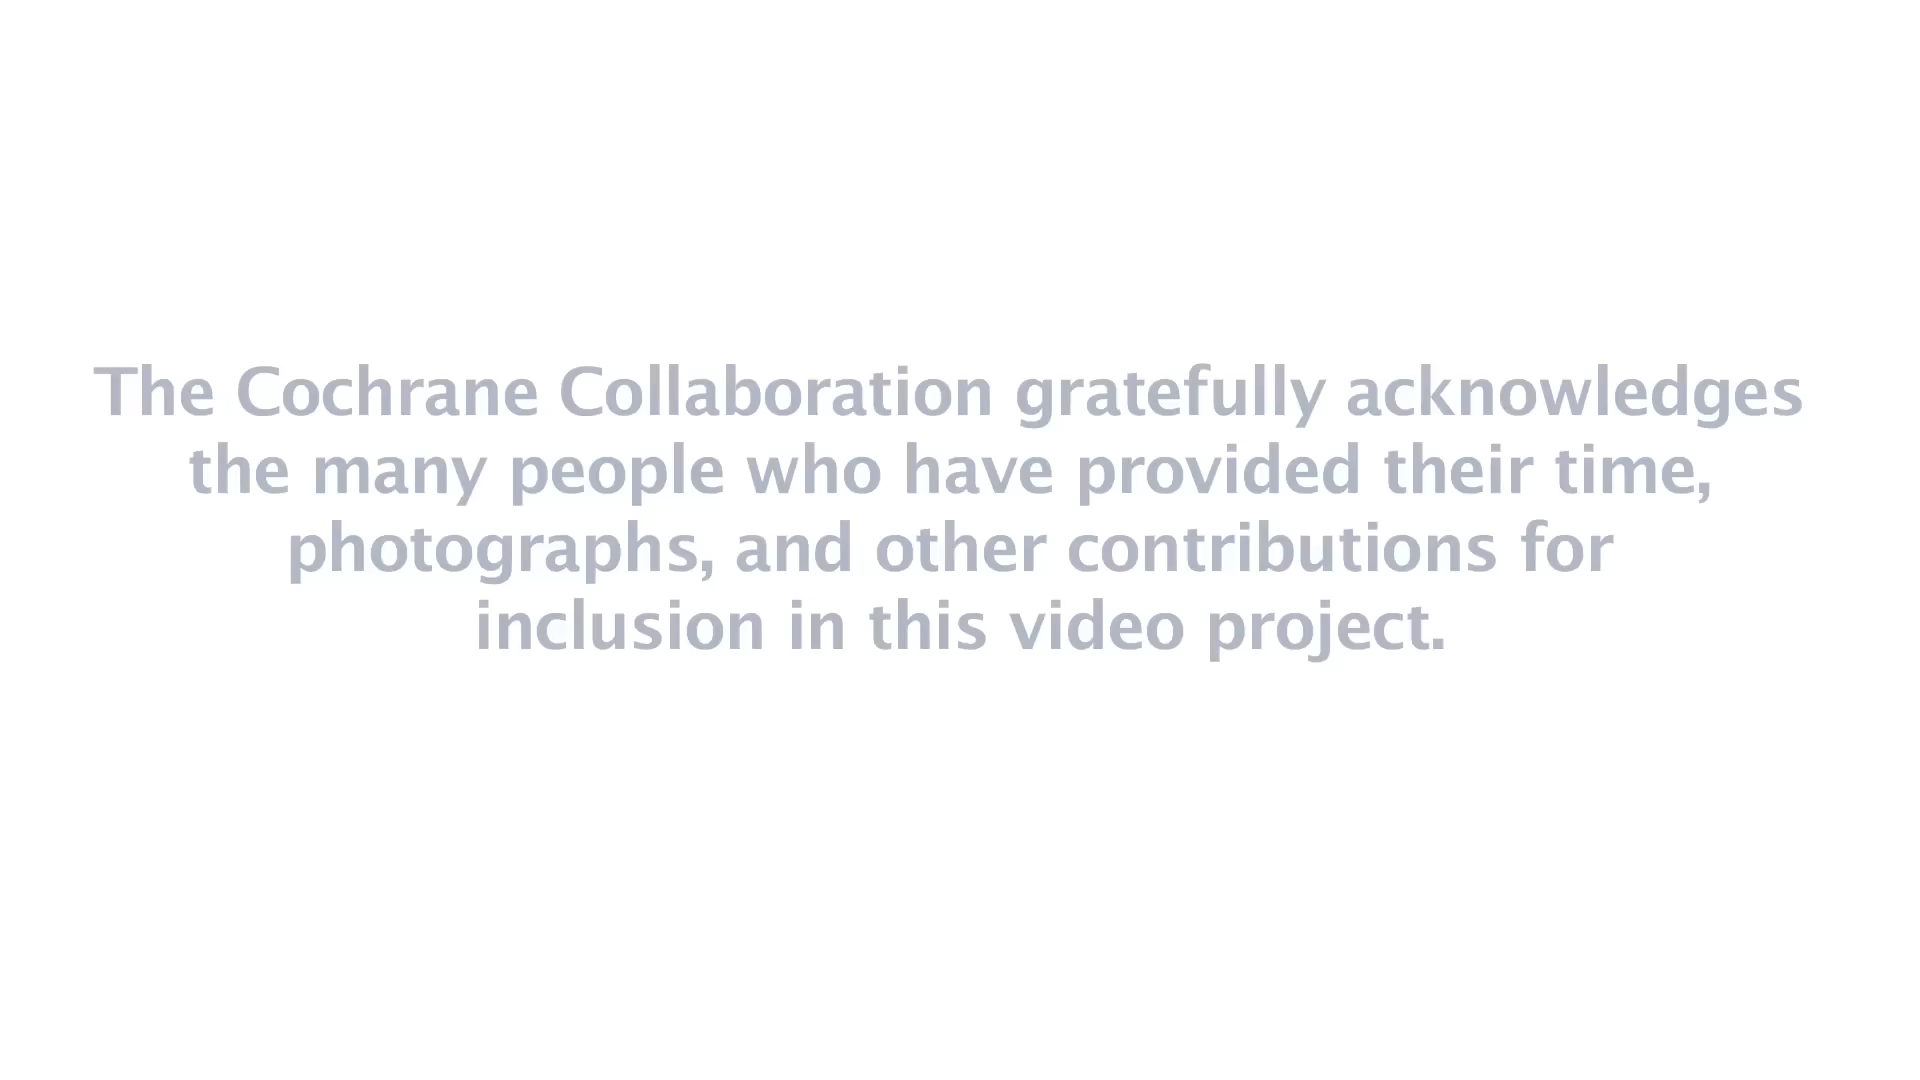 The Cochrane Collaboration gratefully acknowledges
the many people who have provided their time,
photographs, and other contributions for
inclusion in this video project.